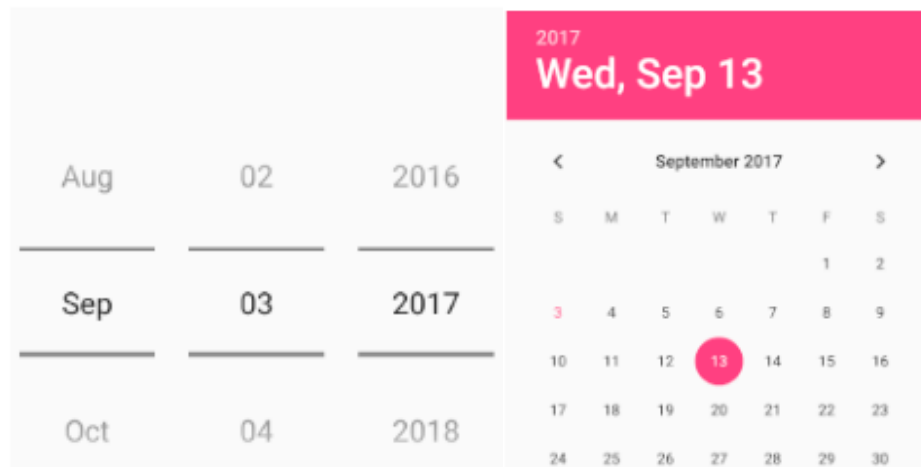 Aug 02 2016
Sep 03 2017
Oct 04 2018
2017
Wed, Sep 13
September 2017
S M T W T F S
1 2
3 4 5 6 7 8 9
10 11 12 13 14 15 16
17 18 19 20 21 22 23
24 25 26 27 28 29 30